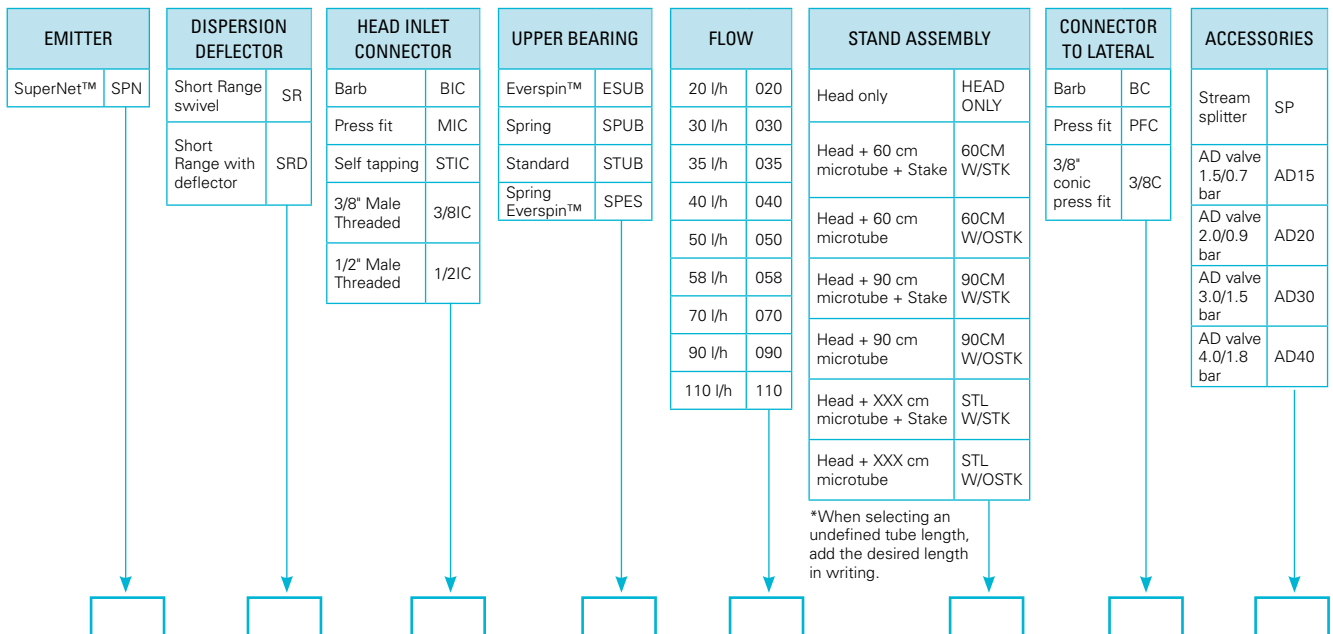 EMITTER
SuperNet™ SPN
DISPERSION
DEFLECTOR
Short Range
swivel
SR
Short
Range with
deflector
SRD
HEAD INLET
CONNECTOR
Barb BIC
Press fit MIC
Self tapping STIC
3/8" Male
Threaded
3/8IC
1/2" Male
Threaded
1/2IC
UPPER BEARING
Everspin™ ESUB
Spring SPUB
Standard STUB
Spring
Everspin™
SPES
FLOW
20 l/h 020
30 l/h 030
35 l/h 035
40 l/h 040
50 l/h 050
58 l/h 058
70 l/h 070
90 l/h 090
110 l/h 110
STAND ASSEMBLY
Head only
HEAD
ONLY
Head + 60 cm
microtube + Stake
60CM
W/STK
Head + 60 cm
microtube
60CM
W/OSTK
Head + 90 cm
microtube + Stake
90CM
W/STK
Head + 90 cm
microtube
90CM
W/OSTK
Head + XXX cm
microtube + Stake
STL
W/STK
Head + XXX cm
microtube
STL
W/OSTK
*When selecting an
undefined tube length,
add the desired length
in writing.
CONNECTOR
TO LATERAL
Barb BC
Press fit PFC
3/8"
conic
press fit
3/8C
ACCESSORIES
Stream
splitter
SP
AD valve
1.5/0.7
bar
AD15
AD valve
2.0/0.9
bar
AD20
AD valve
3.0/1.5
bar
AD30
AD valve
4.0/1.8
bar
AD40